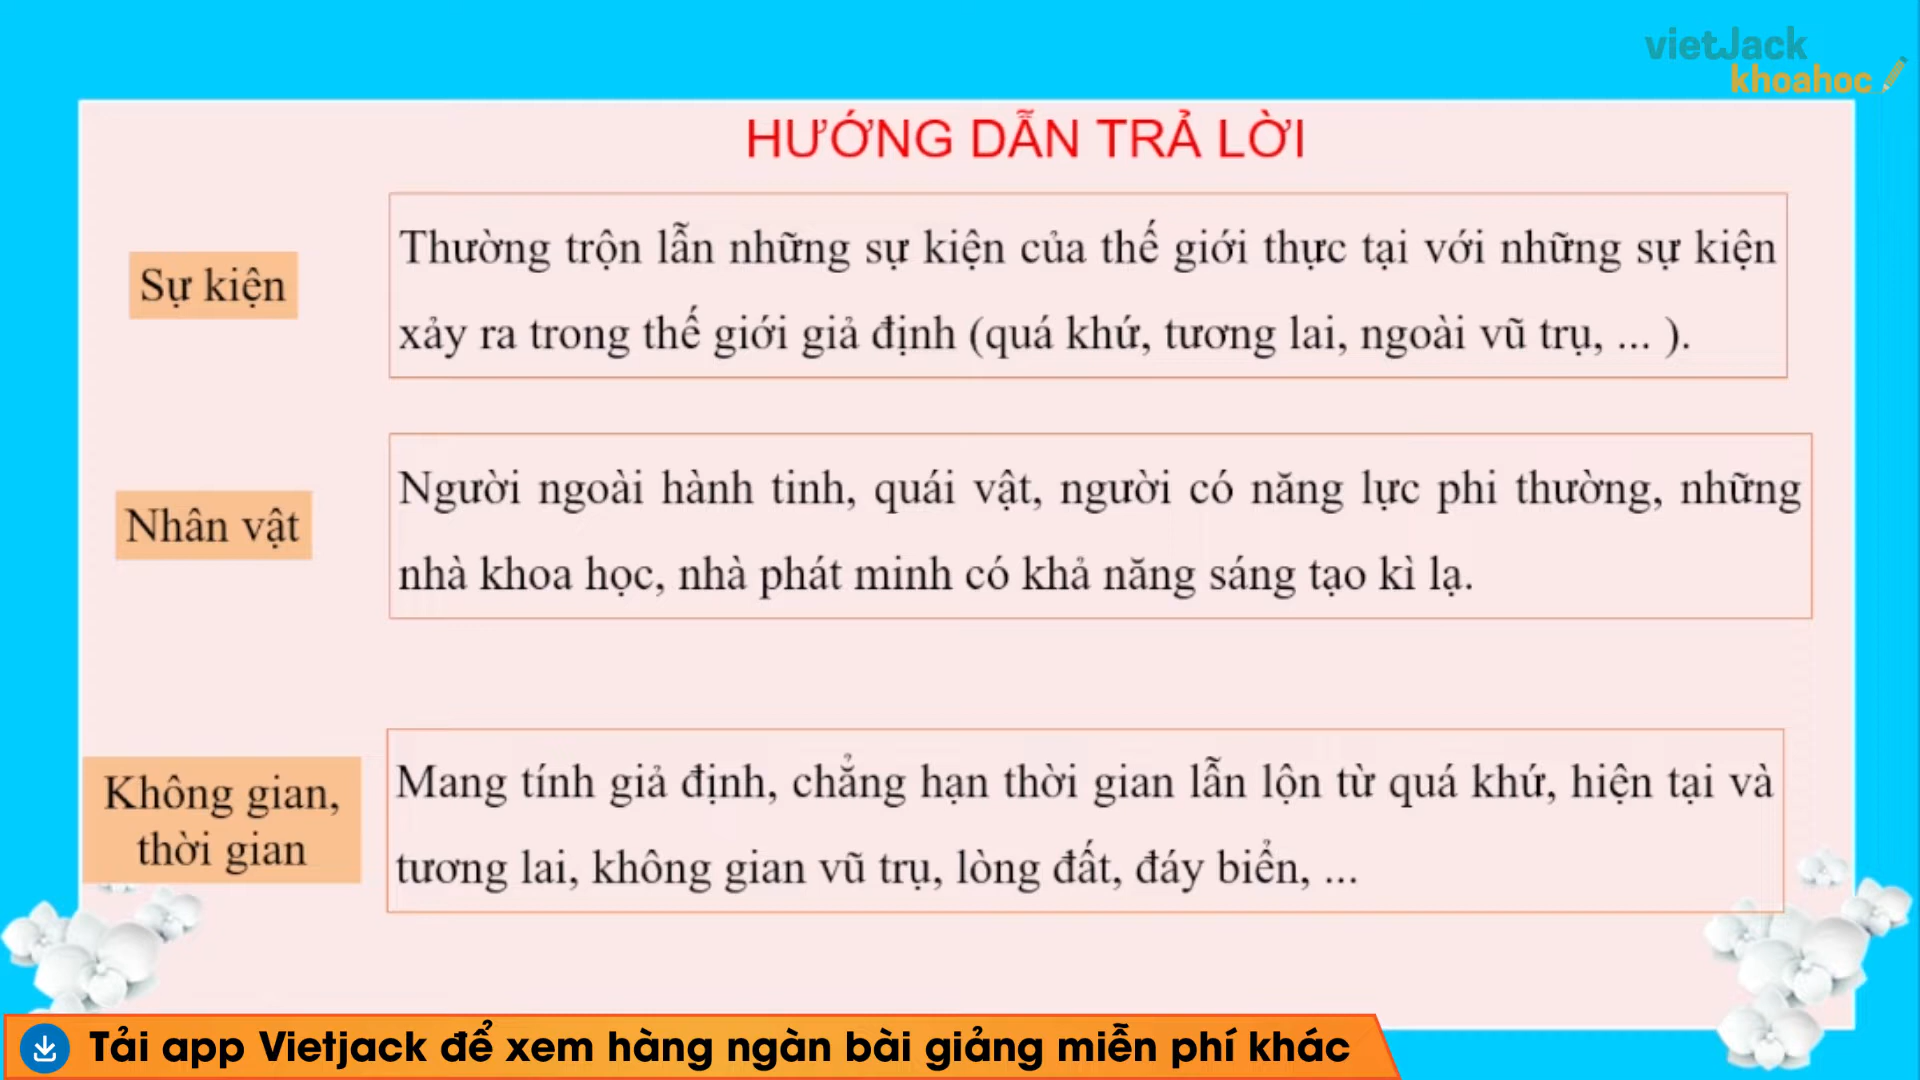 vietJack
khoahoc
HƯỚNG DẪN TRẢ LỜI
Sự kiện
Thường trộn lẫn những sự kiện của thế giới thực tại với những sự kiện
xảy ra trong thế giới giả định (quá khứ, tương lai, ngoài vũ trụ, ... ).
Nhân vật
Người ngoài hành tinh, quái vật, người có năng lực phi thường, những
nhà khoa học, nhà phát minh có khả năng sáng tạo kì lạ.
Không gian,
thời gian
Mang tính giả định, chẳng hạn thời gian lẫn lộn từ quá khứ, hiện tại và
tương lai, không gian vũ trụ, lòng đất, đáy biển, ...
Tải app Vietjack để xem hàng ngàn bài giảng miễn phí khác